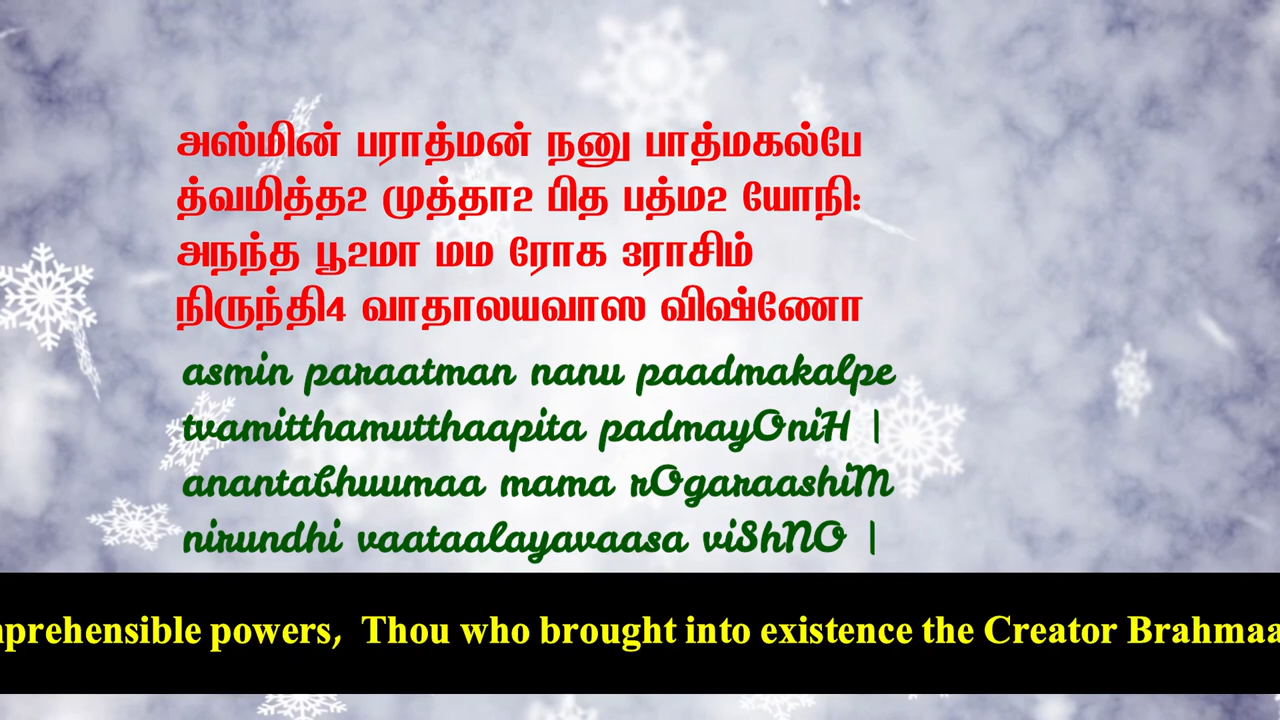 அஸ்மின் பராத்மன் நனு பாத்மகல்பே
த்வமித்த2 முத்தா2 பித பத்ம2 யோநி:
அநந்த பூ2மா மம ரோக 3ராசிம்
நிருந்தி4 வாதாலயவாஸ விஷ்ணோ
asmin paraatman nanu paadmakalpe
tvamitthamutthaapita padmayOniH |
anantabhuumaa mama rOgaraashiM
nirundhi vaataalayavaasa viShNO |
nprehensible powers, Thou who brought into existence the Creator Brahmaa